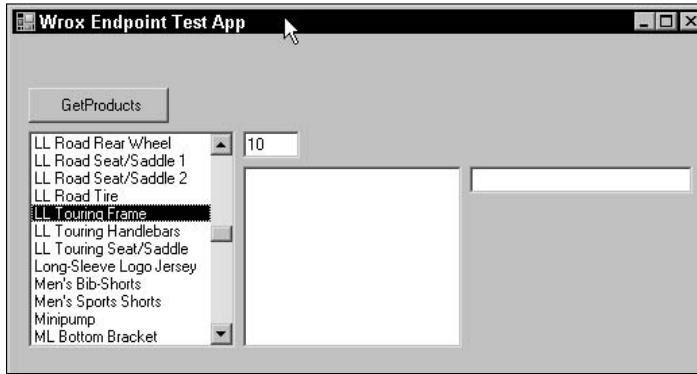 Wrox Endpoint Test App
GetProducts
LL Road Rear Wheel
10
LL Road Seat/Saddle 1
LL Road Seat/Saddle 2
LL Road Tire
LL Touring Frame
LL Touring Handlebars
LL Touring Seat/Saddle
Long-Sleeve Logo Jersey
Men's Bib-Shorts
Men's Sports Shorts
Minipump
ML Bottom Bracket